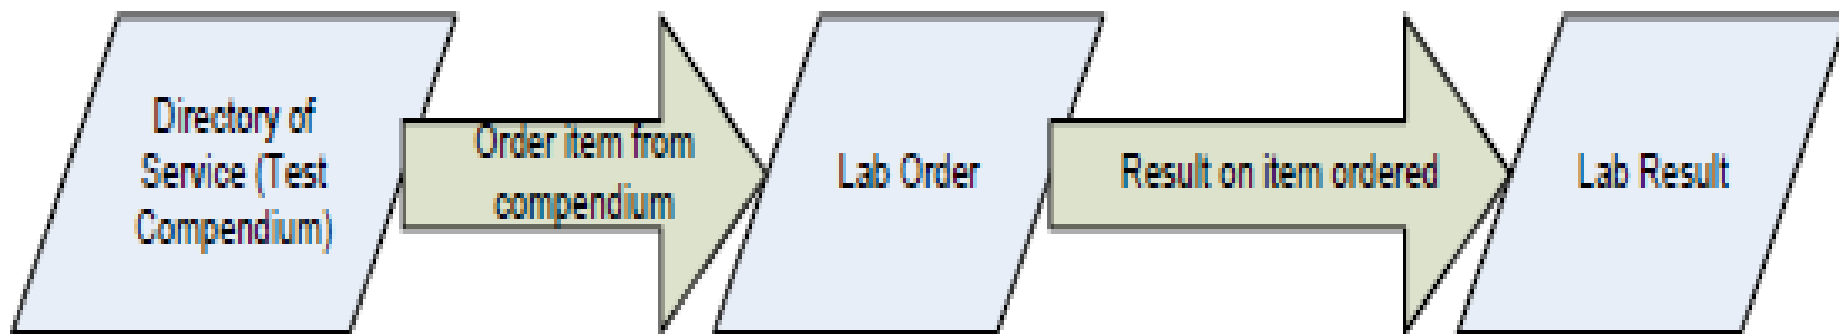 Directory of
Service (Test
Compendium)
Order item from
compendium
Lab Order
Result on item ordered
Lab Result